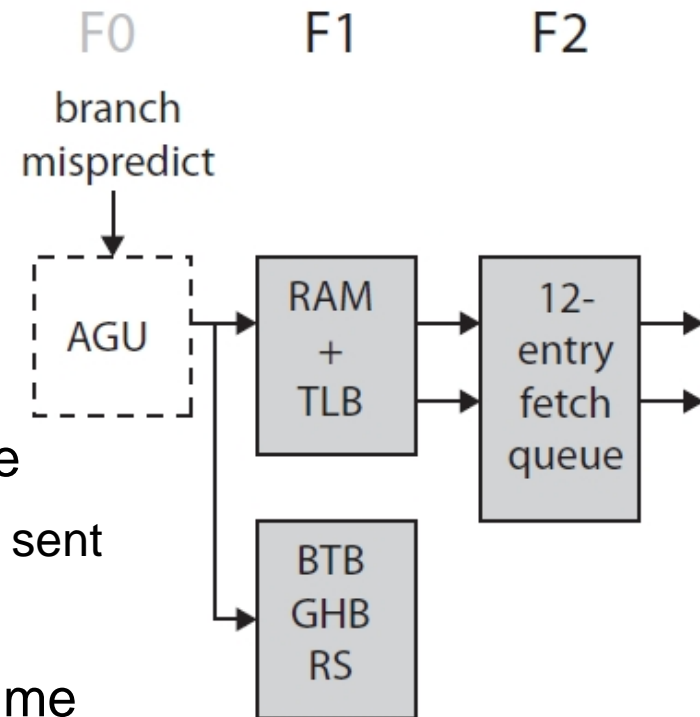 F0 F1 F2
branch
mispredict
AGU
RAM
+
TLB
12-
entry
fetch
queue
e
sent
BTB
GHB
RS
me